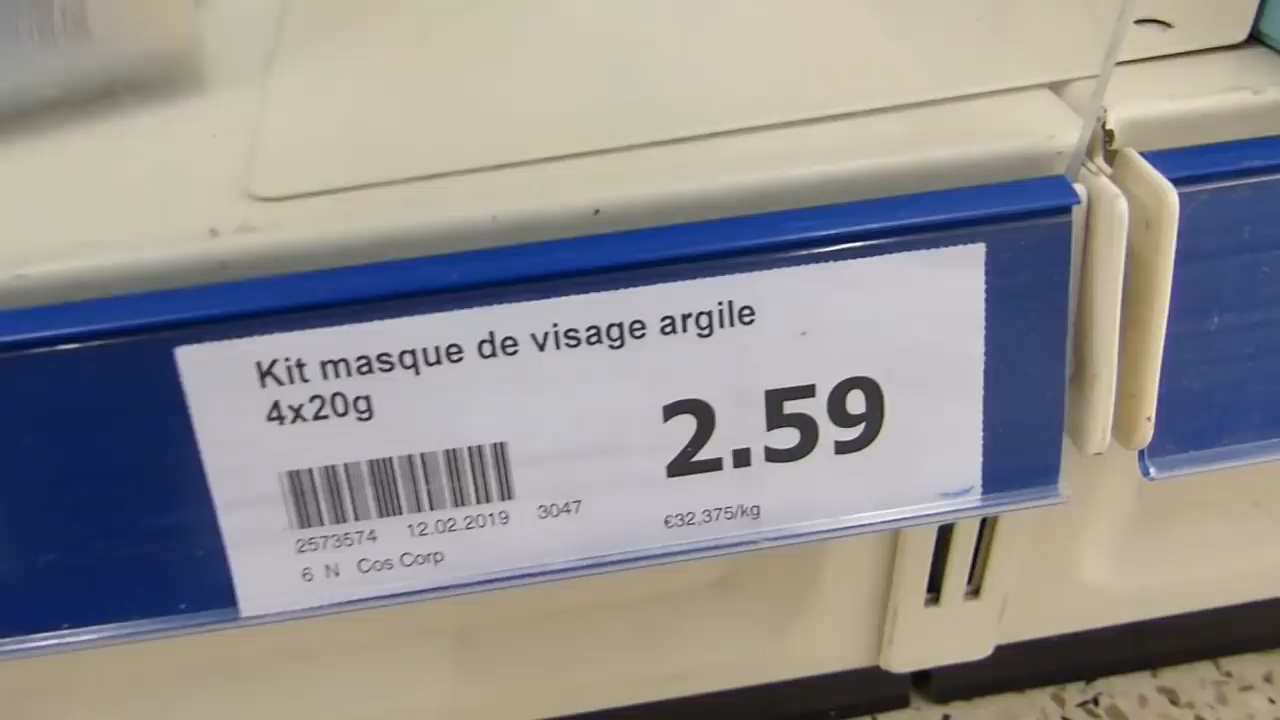 Kit masque de visage argile
4x20g
2.59
2573574 12.02.2019 3047
€32,375/kg
6 N Cos Corp